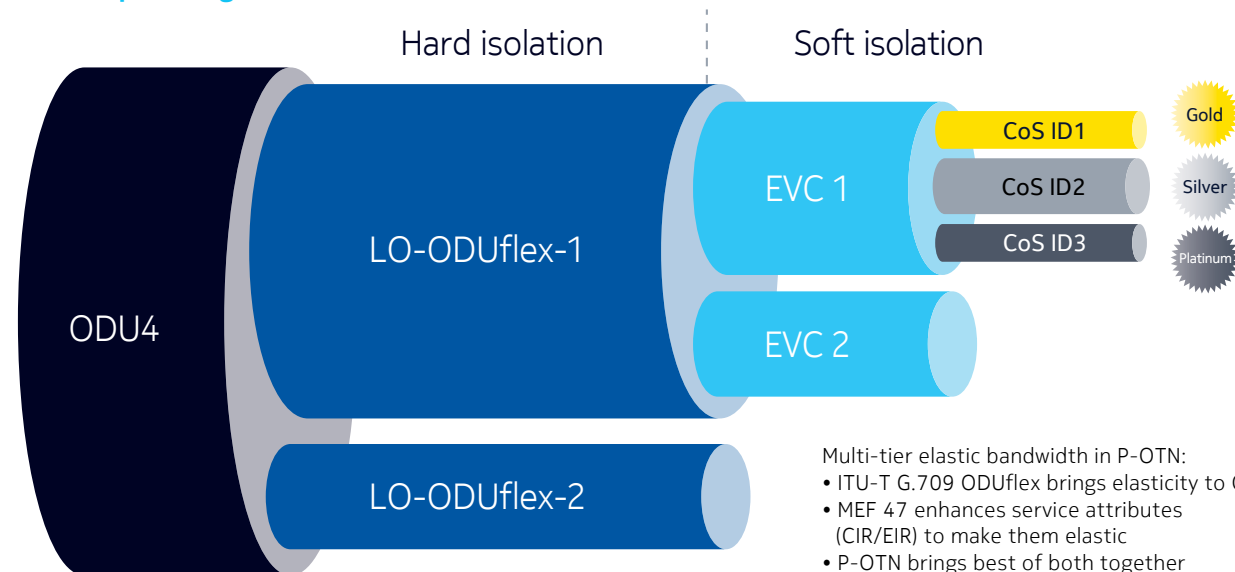 Hard isolation
Soft isolation
ODU4
LO-ODUflex-1
LO-ODUflex-2
EVC 1
EVC 2
CoS ID1
CoS ID2
CoS ID3
Gold
Silver
Platinum
Multi-tier elastic bandwidth in P-OTN:
• ITU-T G.709 ODUflex brings elasticity to
• MEF 47 enhances service attributes
(CIR/EIR) to make them elastic
• P-OTN brings best of both together